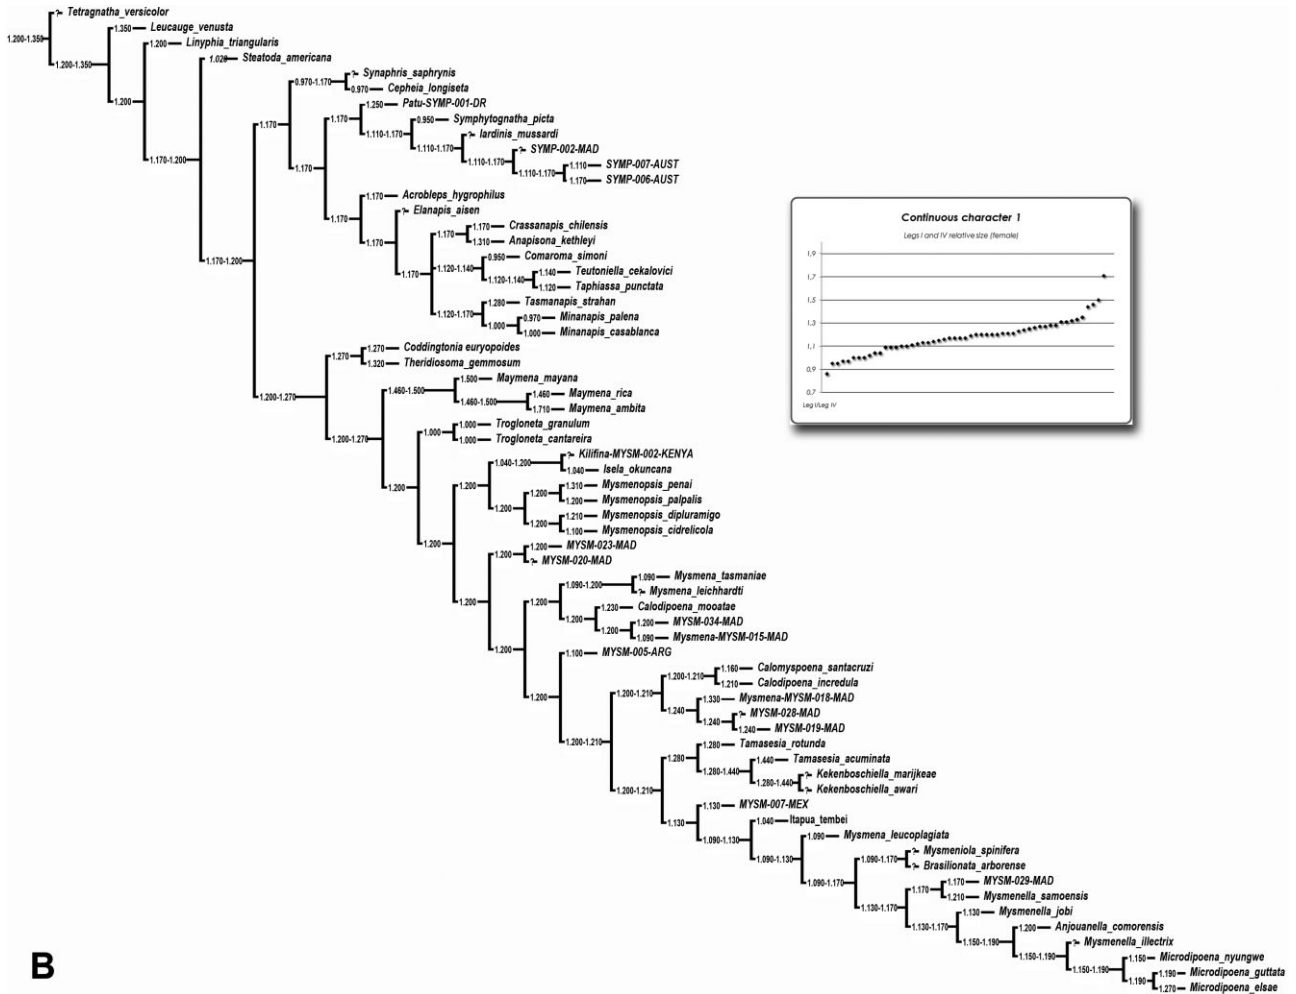 ? Tetragnatha_versicolor
1.200-1.350
1.350 Leucauge_venusta
1.200-1.350
1.200 Linyphia_triangularis
1.020 Steatoda_americana
1.200
? Synaphris_saphrynis
0.970-1.170
0.970 Cepheia_longiseta
1.250 Patu-SYMP-001-DR
1.170
0.950 Symphytognatha_picta
1.170
1.110-1.170
? Iardinis_mussardi
1.110-1.170
? SYMP-002-MAD
1.170-1.200
1.110-1.170
1.110 SYMP-007-AUST
1.170
1.110-1.170
1.170 SYMP-006-AUST
1.170 Acrobleps_hygrophilus
? Elanapis_aisen
1.170
1.170 Crassanapis_chilensis
1.170
1.310 Anapisona_kethleyi
1.170
0.950 Comaroma_simoni
1.170-1.200
1.120-1.140
1.140 Teutoniella_cekalovici
1.170
1.120-1.140
1.120 Taphiassa_punctata
1.280 Tasmanapis_strahan
1.120-1.170
0.970 Minanapis_palena
1.000
1.000 Minanapis_casablanca
1.270 Coddingtonia euryopoides
1.270
1.320 Theridiosoma_gemmosum
1.500 Maymena_mayana
1.460-1.500
1.200-1.270
1.460 Maymena_rica
1.460-1.500
1.710 Maymena_ambita
1.000 Trogloneta_granulum
1.000
1.200-1.270
1.000 Trogloneta_cantareira
? Kilifina-MYSM-002-KENYA
1.040-1.200
1.040 Isela_okuncana
1.200
1.200
1.310 Mysmenopsis_penai
1.200
1.200 Mysmenopsis_palpalis
1.200
1.210 Mysmenopsis_dipluramigo
1.200
1.100 Mysmenopsis_cidrelicola
1.200
1.200 MYSM-023-MAD
1.200
? MYSM-020-MAD
1.090 Mysmena_tasmaniae
1.090-1.200
? Mysmena_leichhardti
1.200
1.200
1.230 Calodipoena_mooatae
1.200
1.200 MYSM-034-MAD
1.200
1.090 Mysmena-MYSM-015-MAD
1.200
1.100 MYSM-005-ARG
1.160 Calomyspoena_santacruzi
1.200-1.210
1.210 Calodipoena_incredula
1.200-1.210
1.200
1.330 Mysmena-MYSM-018-MAD
1.240
? MYSM-028-MAD
1.240
1.240 MYSM-019-MAD
1.200-1.210
1.280 Tamasesia_rotunda
1.280
1.440 Tamasesia_acuminata
1.280-1.440
? Kekenboschiella_marijkeae
1.280-1.440
1.200-1.210
? Kekenboschiella_awari
1.130 MYSM-007-MEX
1.130
1.040 Itapua_tembei
1.090-1.130
1.090 Mysmena_leucoplagiata
1.090-1.130
? Mysmeniola_spinifera
1.090-1.170
? Brasilionata_arborense
1.090-1.170
1.170 MYSM-029-MAD
1.170
1.210 Mysmenella_samoensis
1.130-1.170
1.130 Mysmenella_jobi
1.130-1.170
1.200 Anjouanella_comorensis
1.150-1.190
? Mysmenella_illectrix
1.150-1.190
1.150 Microdipoena_nyungwe
1.150-1.190
1.190 Microdipoena_guttata
1.190
1.270 Microdipoena_elsae
Continuous character 1
Legs I and IV relative size (female)
1,9
1,7
1,5
1,3
1,1
0,9
0,7
Leg I/Leg IV
B